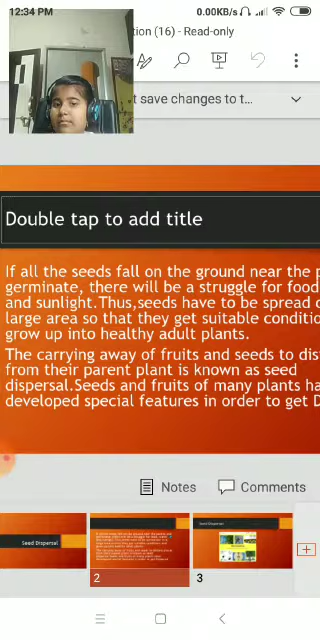 12:34 PM 0.00KB/s
tion (16) - Read-only
t save changes to t...
Double tap to add title
If all the seeds fall on the ground near the p
germinate, there will be a struggle for food
and sunlight.Thus,seeds have to be spread o
large area so that they get suitable conditio
grow up into healthy adult plants.
The carrying away of fruits and seeds to dis
from their parent plant is known as seed
dispersal.Seeds and fruits of many plants ha
developed special features in order to get D
Notes Comments
Seed Dispersal
Seed Dispersal
2 3